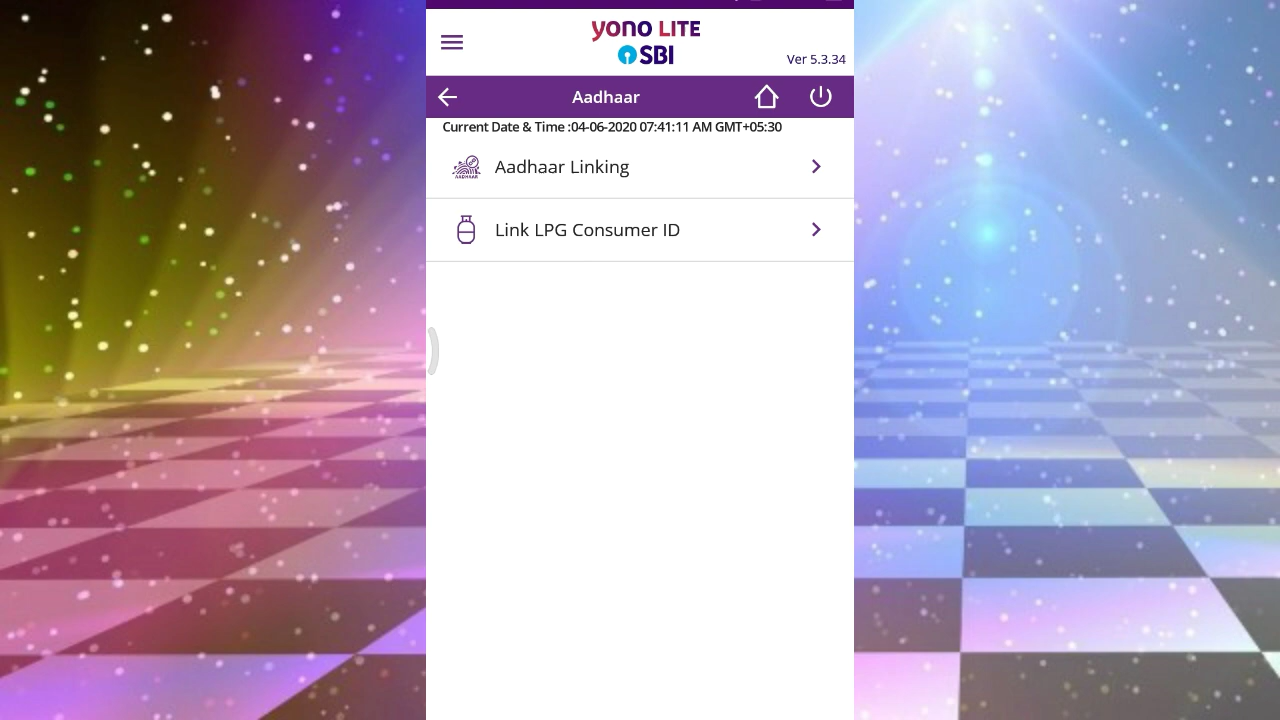 yono LITE
SBI
Ver 5.3.34
Aadhaar
Current Date & Time :04-06-2020 07:41:11 AM GMT+05:30
AADHAAR
Aadhaar Linking
Link LPG Consumer ID